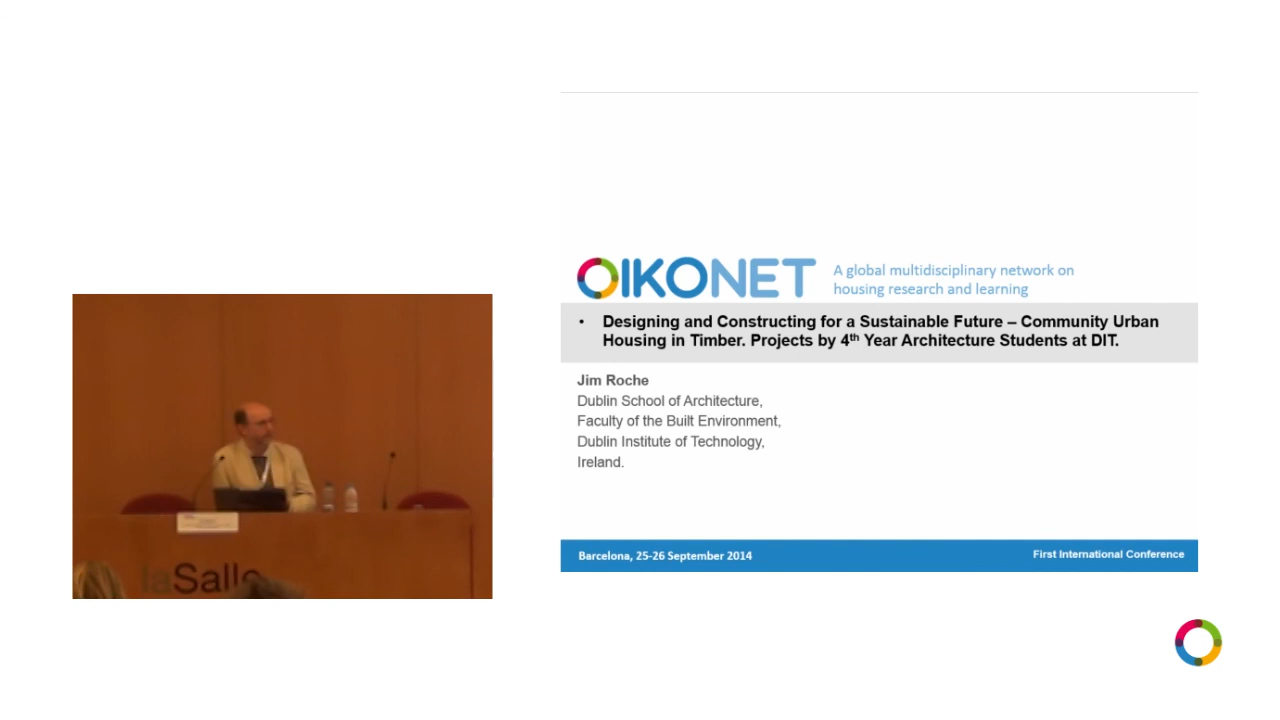 OIKONET
A global multidisciplinary network on
housing research and learning
• Designing and Constructing for a Sustainable Future – Community Urban
Housing in Timber. Projects by 4th Year Architecture Students at DIT.
Jim Roche
Dublin School of Architecture,
Faculty of the Built Environment,
Dublin Institute of Technology,
Ireland.
Barcelona, 25-26 September 2014
First International Conference
laSalle